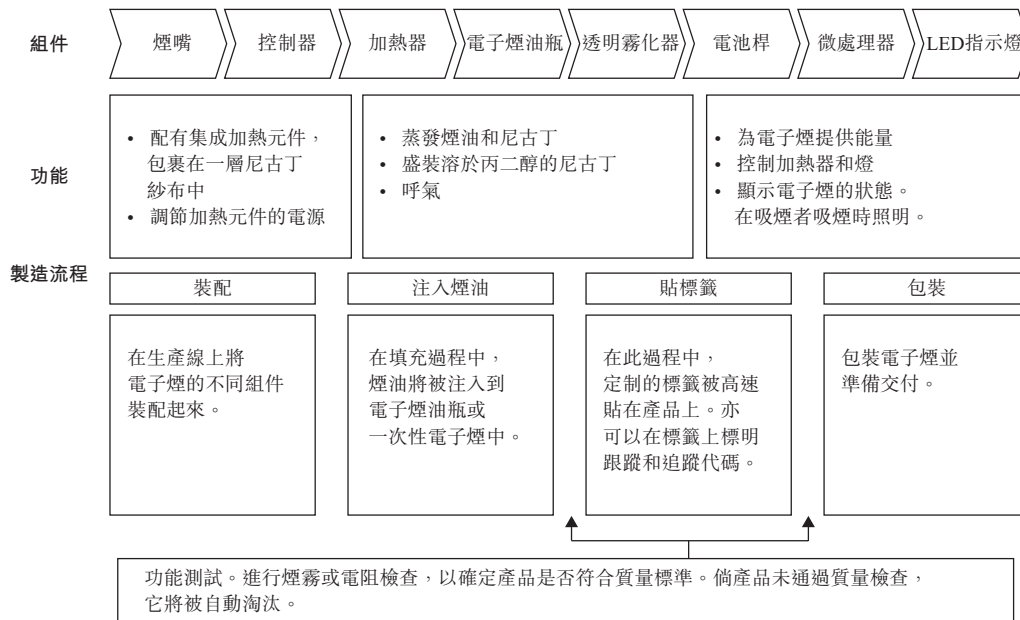 組件
煙嘴
控制器
加熱器
電子煙油瓶
透明霧化器
電池桿
微處理器
LED指示燈
功能
• 配有集成加熱元件，
包裹在一層尼古丁
紗布中
• 調節加熱元件的電源
• 蒸發煙油和尼古丁
• 盛裝溶於丙二醇的尼古丁
• 呼氣
• 為電子煙提供能量
• 控制加熱器和燈
• 顯示電子煙的狀態。
在吸煙者吸煙時照明。
製造流程
裝配
在生產線上將
電子煙的不同組件
裝配起來。
注入煙油
在填充過程中，
煙油將被注入到
電子煙油瓶或
一次性電子煙中。
貼標籤
在此過程中，
定制的標籤被高速
貼在產品上。亦
可以在標籤上標明
跟蹤和追蹤代碼。
包裝
包裝電子煙並
準備交付。
功能測試。進行煙霧或電阻檢查，以確定產品是否符合質量標準。倘產品未通過質量檢查，
它將被自動淘汰。